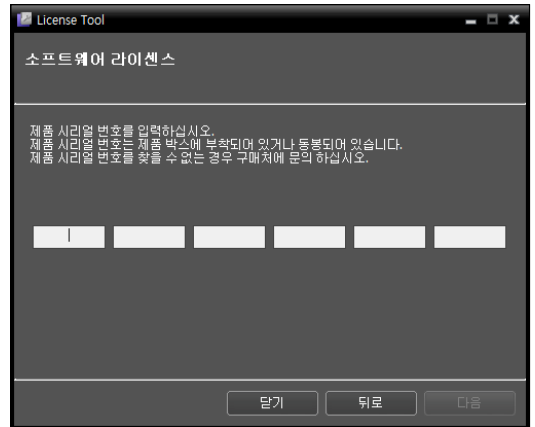 License Tool
소프트웨어 라이센스
제품 시리얼 번호를 입력하십시오.
제품 시리얼 번호는 제품 박스에 부착되어 있거나 동봉되어 있습니다.
제품 시리얼 번호를 찾을 수 없는 경우 구매처에 문의 하십시오.
닫기 뒤로 다음